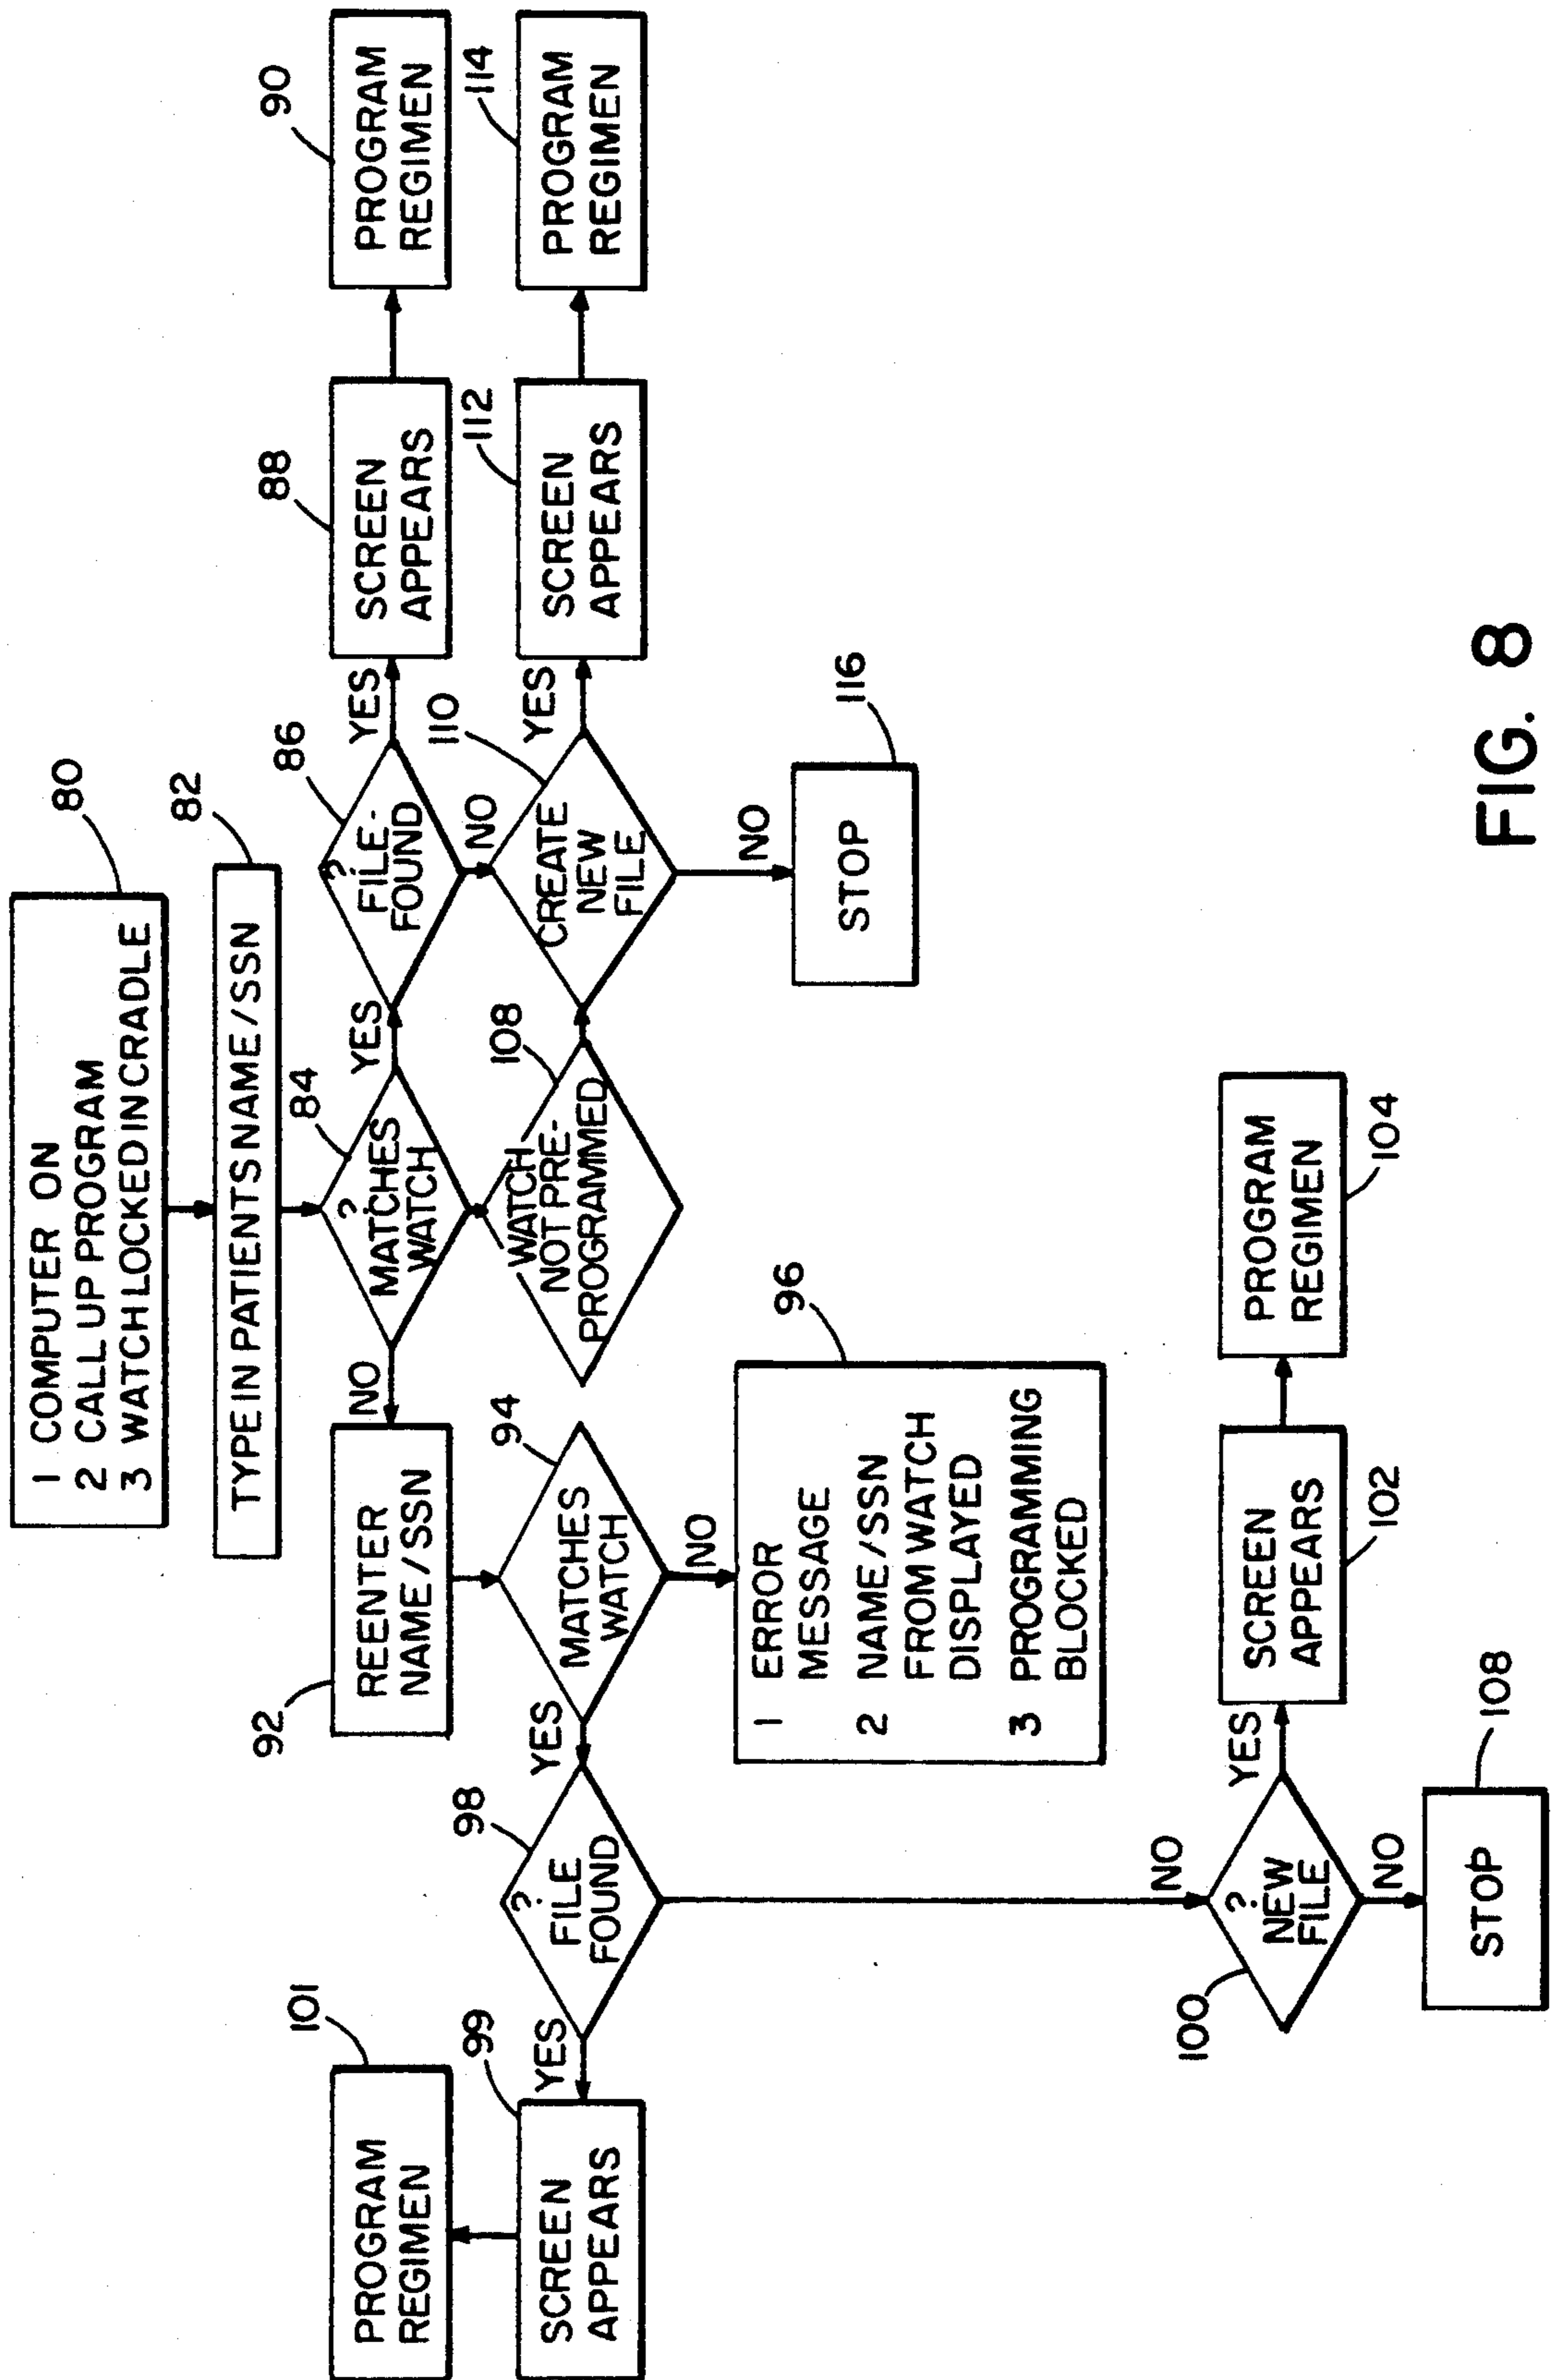 80
1 COMPUTER ON
2 CALL UP PROGRAM
3 WATCH LOCKED IN CRADLE
82
TYPE IN PATIENTS NAME/SSN
84
?
MATCHES
WATCH
YES
86
?
FILE-
FOUND
YES
88
SCREEN
APPEARS
90
PROGRAM
REGIMEN
NO
92
REENTER
NAME/SSN
108
WATCH
NOT PRE-
PROGRAMMED
NO
110
CREATE
NEW
FILE
YES
112
SCREEN
APPEARS
114
PROGRAM
REGIMEN
NO
116
STOP
94
MATCHES
WATCH
NO
96
1 ERROR
MESSAGE
2 NAME/SSN
FROM WATCH
DISPLAYED
3 PROGRAMMING
BLOCKED
YES
98
?
FILE
FOUND
YES
99
SCREEN
APPEARS
101
PROGRAM
REGIMEN
NO
100
?
NEW
FILE
YES
102
SCREEN
APPEARS
104
PROGRAM
REGIMEN
NO
108
STOP
FIG. 8